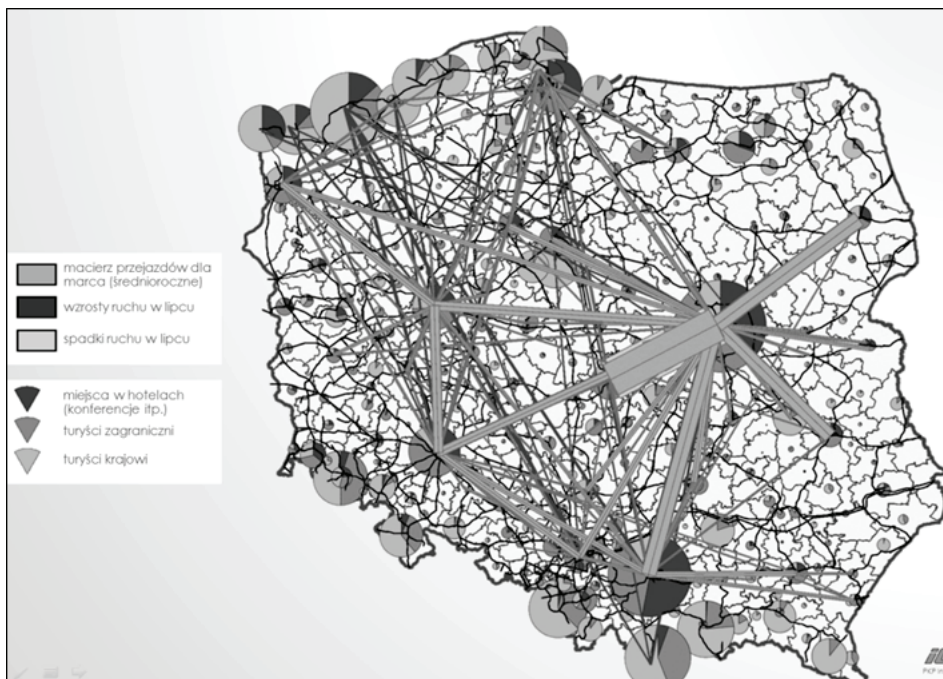 macierz przejazdów dla
marca (średnioroczne)
wzrosty ruchu w lipcu
spadki ruchu w lipcu
miejsca w hotelach
(konferencje itp.)
turyści zagraniczni
turyści krajowi